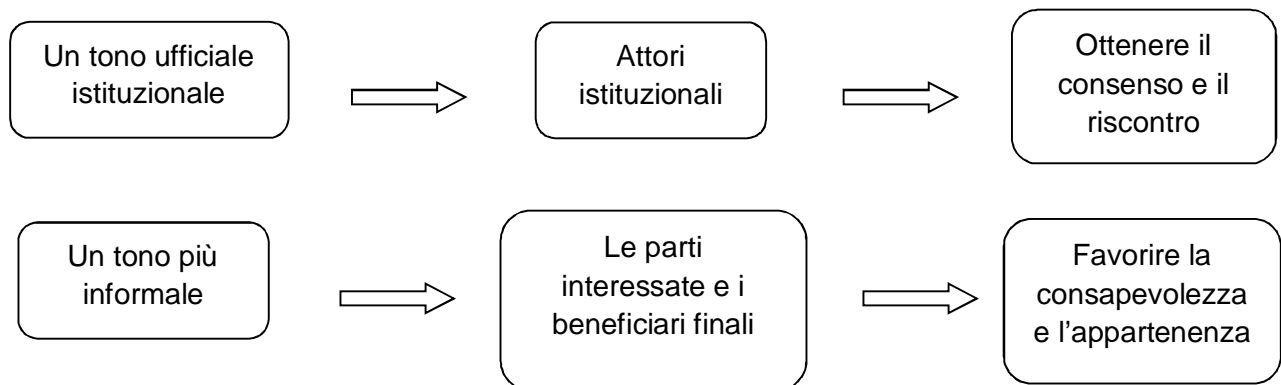 Un tono ufficiale
istituzionale
Attori
istituzionali
Ottenere il
consenso e il
riscontro
Un tono più
informale
Le parti
interessate e i
beneficiari finali
Favorire la
consapevolezza
e l'appartenenza